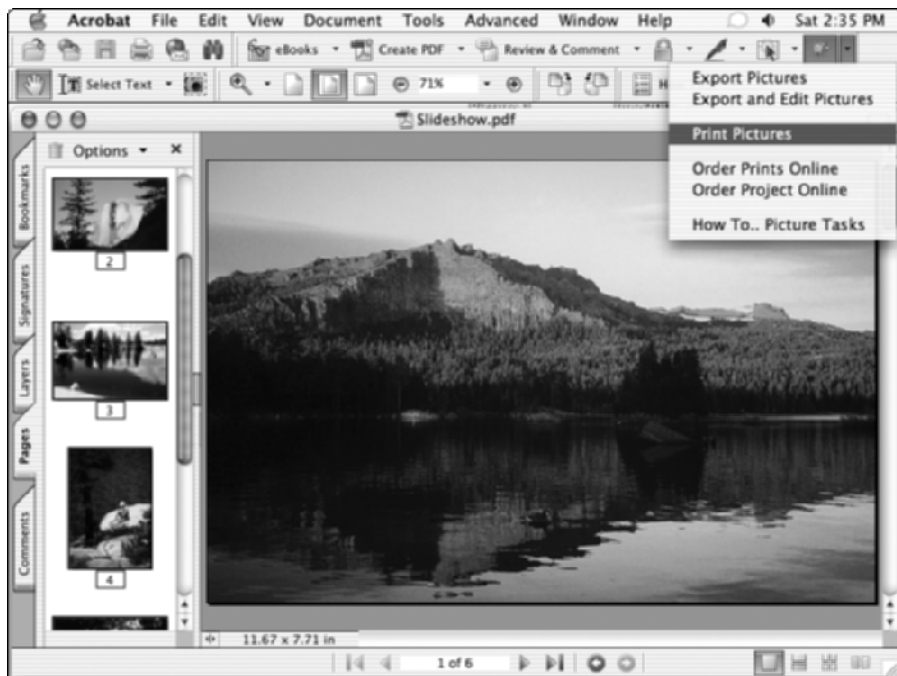 Acrobat File Edit View Document Tools Advanced Window Help Sat 2:35 PM
eBooks Create PDF Review & Comment
Select Text 71%
Export Pictures
Export and Edit Pictures
Print Pictures
Order Prints Online
Order Project Online
How To.. Picture Tasks
Slideshow.pdf
Options
Bookmarks
Signatures
Layers
Pages
Comments
2
3
4
11.67 x 7.71 in
1 of 6